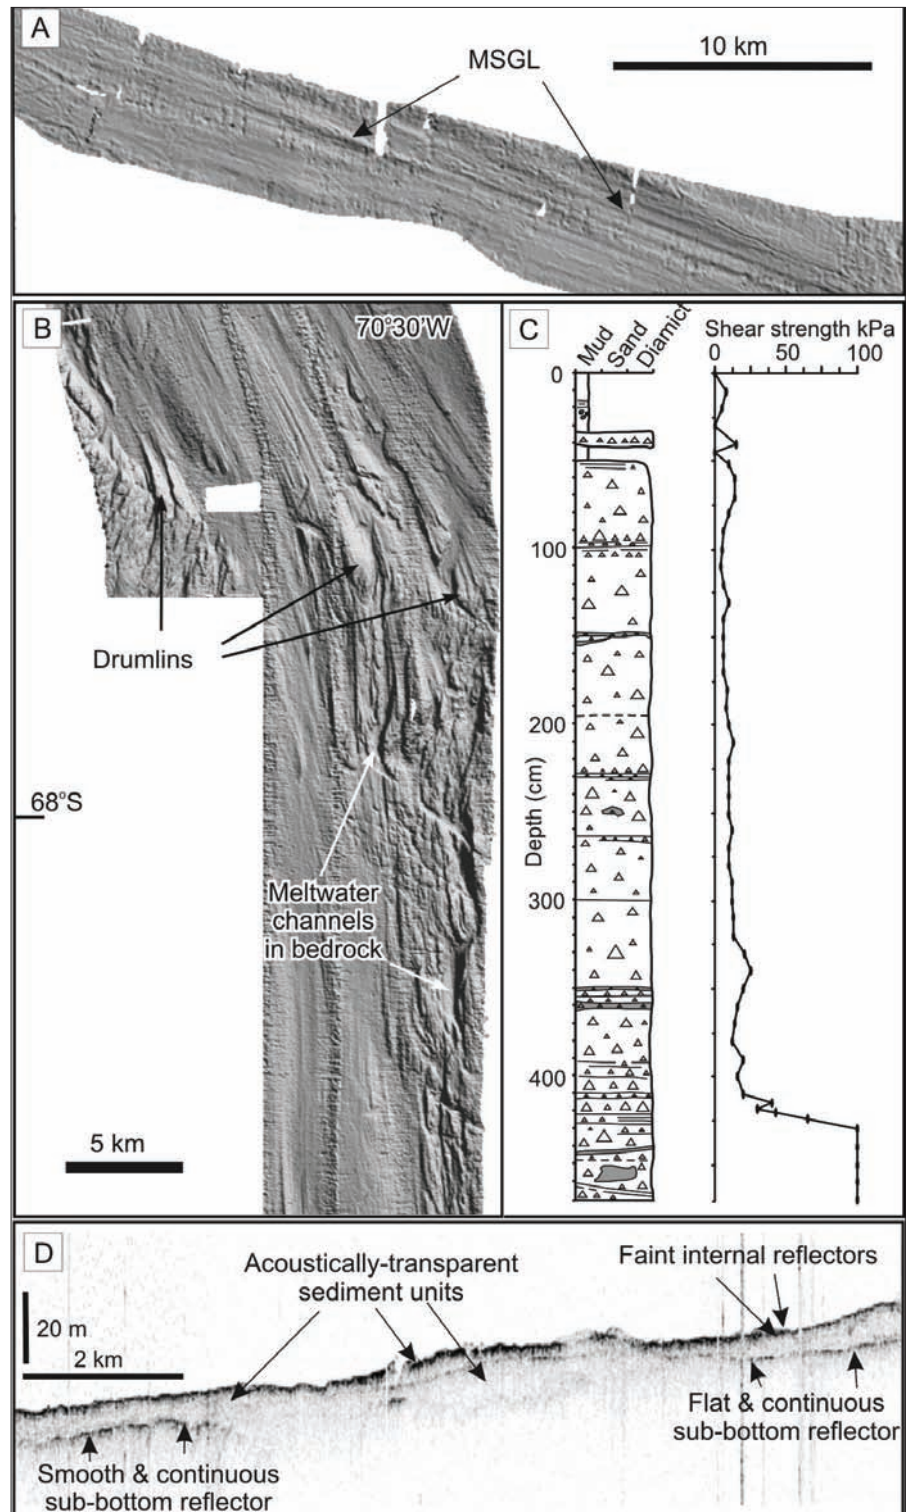 A
MSGL
10 km
B
70°30'W
Drumlins
68°S
Meltwater
channels
in bedrock
5 km
C
Mud
Sand
Diamict
Shear strength kPa
0 50 100
0
100
200
300
400
Depth (cm)
D
Acoustically-transparent
sediment units
Faint internal reflectors
20 m
2 km
Flat & continuous
sub-bottom reflector
Smooth & continuous
sub-bottom reflector